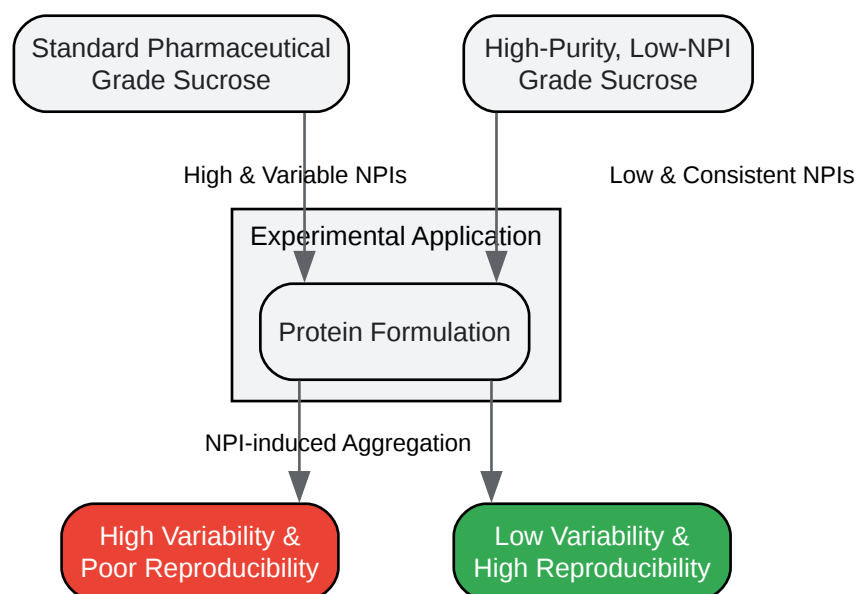 Standard Pharmaceutical
Grade Sucrose
High-Purity, Low-NPI
Grade Sucrose
High & Variable NPIs
Low & Consistent NPIs
Experimental Application
Protein Formulation
NPI-induced Aggregation
High Variability &
Poor Reproducibility
Low Variability &
High Reproducibility